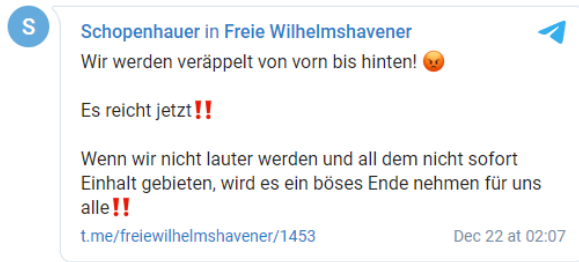 S
Schopenhauer in Freie Wilhelmshavener
Wir werden veräppelt von vorn bis hinten! 😡
Es reicht jetzt‼️
Wenn wir nicht lauter werden und all dem nicht sofort
Einhalt gebieten, wird es ein böses Ende nehmen für uns
alle‼️
t.me/freiewilhelmshavener/1453 Dec 22 at 02:07